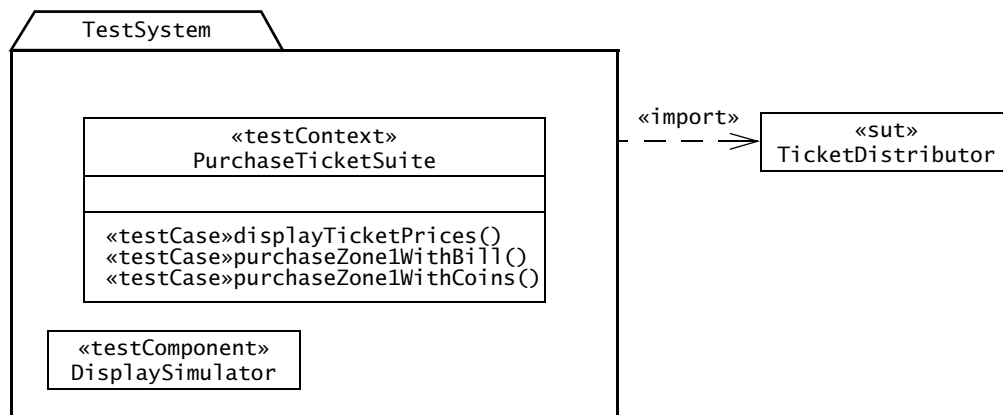 TestSystem
«testContext»
PurchaseTicketSuite
«testCase»displayTicketPrices()
«testCase»purchaseZone1WithBill()
«testCase»purchaseZone1WithCoins()
«testComponent»
DisplaySimulator
«import»
«sut»
TicketDistributor